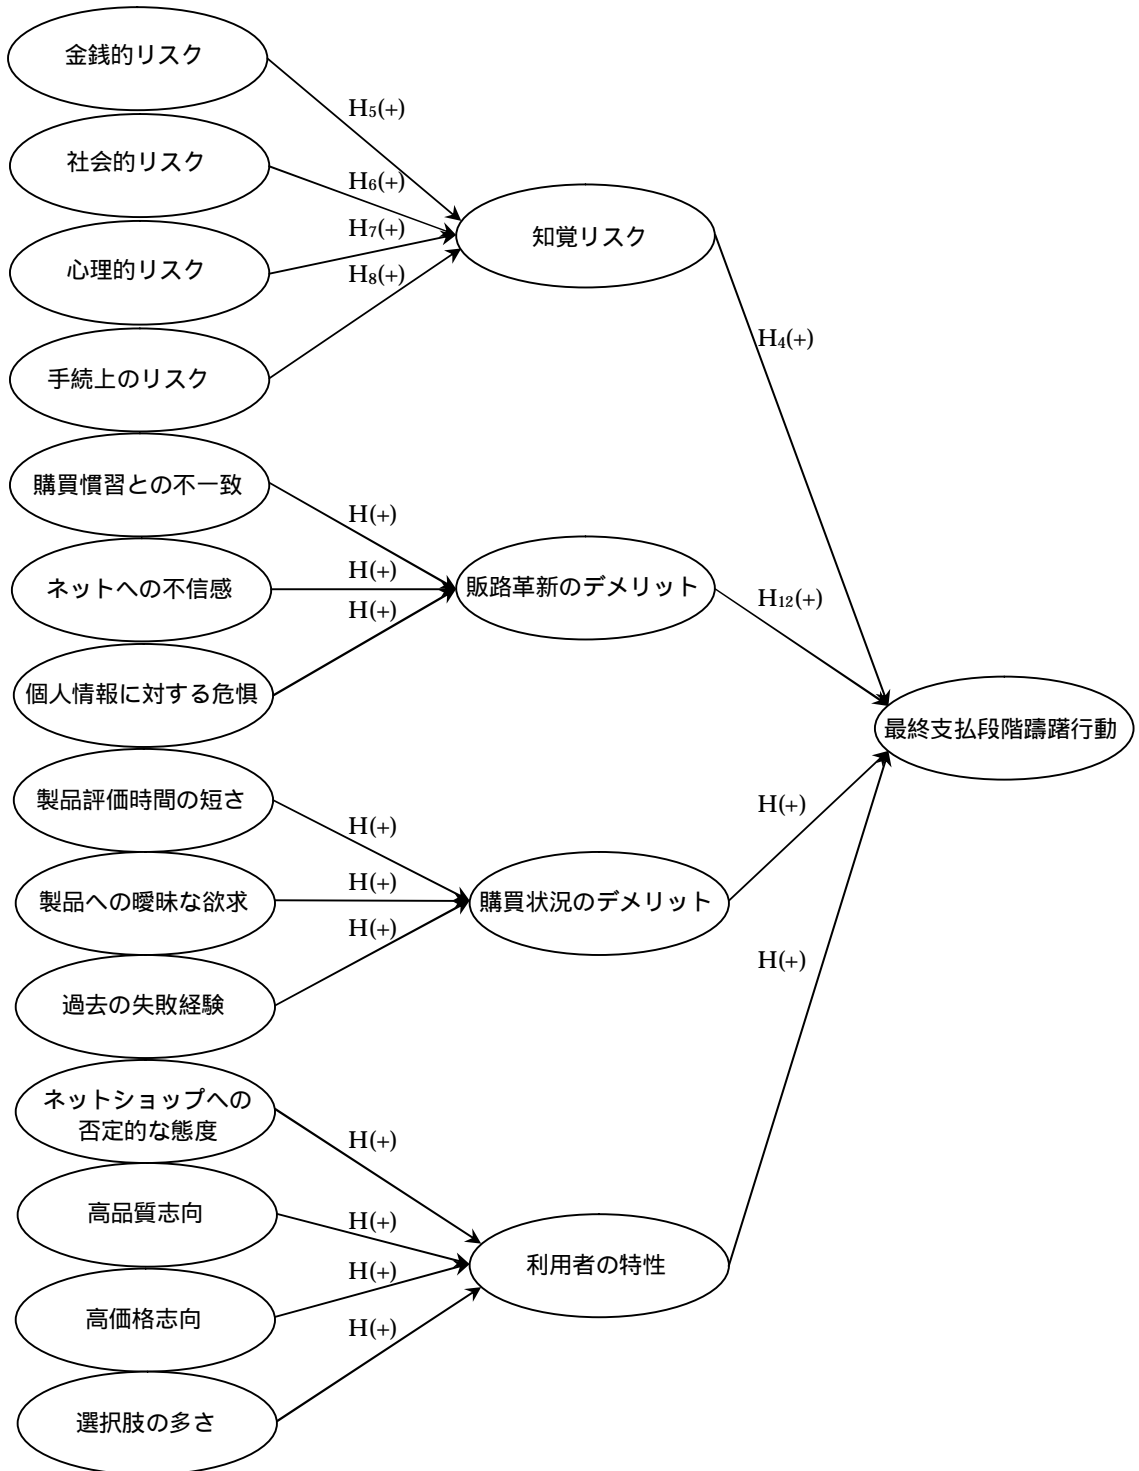 金銭的リスク
H₅(+)
社会的リスク
H₆(+)
心理的リスク
H₇(+)
知覚リスク
H₈(+)
手続上のリスク
H₄(+)
購買慣習との不一致
H(+)
ネットへの不信感
H(+)
販路革新のデメリット
H(+)
H₁₂(+)
個人情報に対する危惧
最終支払段階躊躇行動
製品評価時間の短さ
H(+)
H(+)
製品への曖昧な欲求
H(+)
購買状況のデメリット
H(+)
過去の失敗経験
H(+)
ネットショップへの
否定的な態度
H(+)
高品質志向
H(+)
利用者の特性
H(+)
高価格志向
H(+)
選択肢の多さ